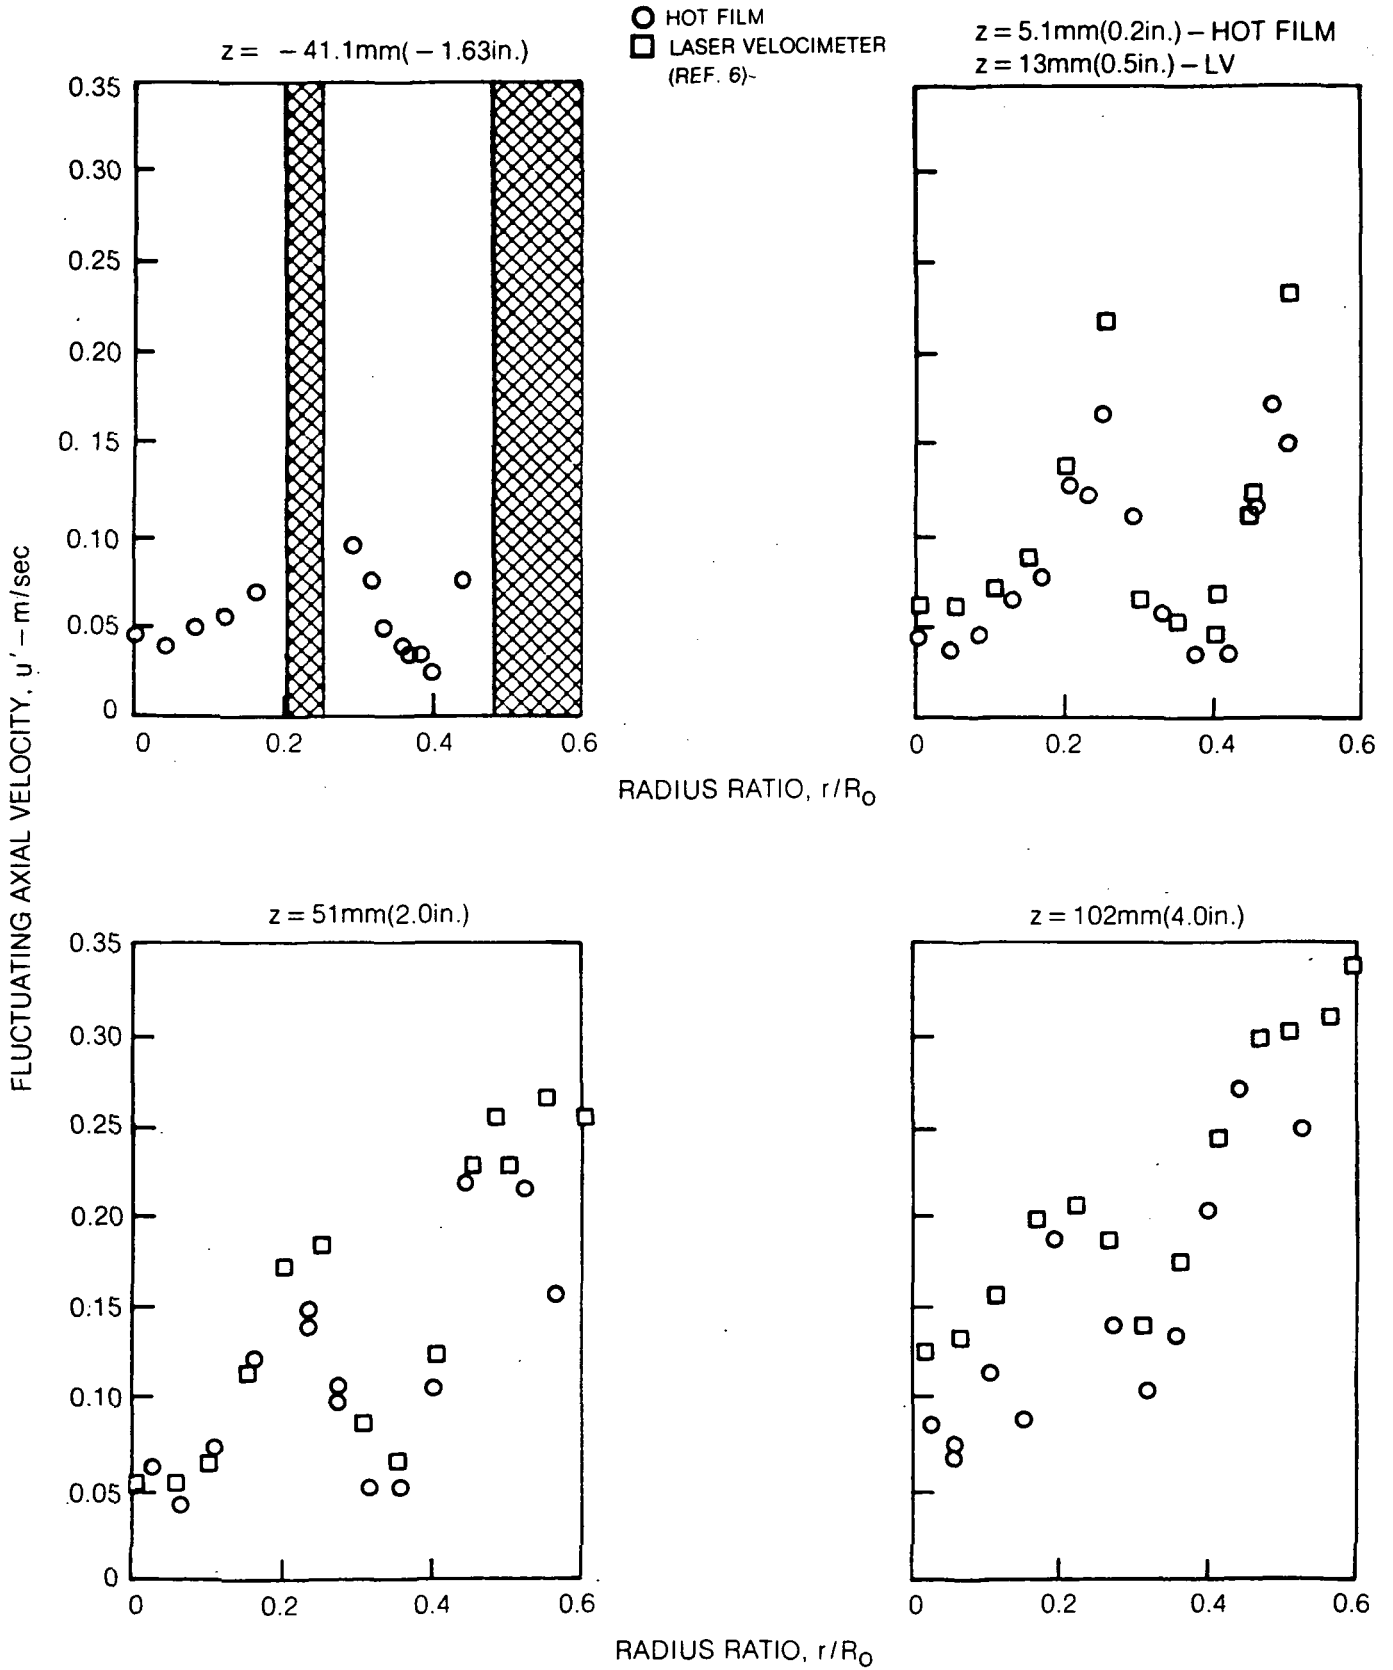 HOT FILM
LASER VELOCIMETER
(REF. 6)-
z = - 41.1mm( - 1.63in.)
z = 5.1mm(0.2in.) – HOT FILM
z = 13mm(0.5in.) – LV
0.35
0.30
0.25
0.20
0. 15
0.10
0.05
0
0 0.2 0.4 0.6
0 0.2 0.4 0.6
RADIUS RATIO, r/Ro
FLUCTUATING AXIAL VELOCITY, u′ – m/sec
z = 51mm(2.0in.)
z = 102mm(4.0in.)
0.35
0.30
0.25
0.20
0.15
0.10
0.05
0
0 0.2 0.4 0.6
0 0.2 0.4 0.6
RADIUS RATIO, r/Ro